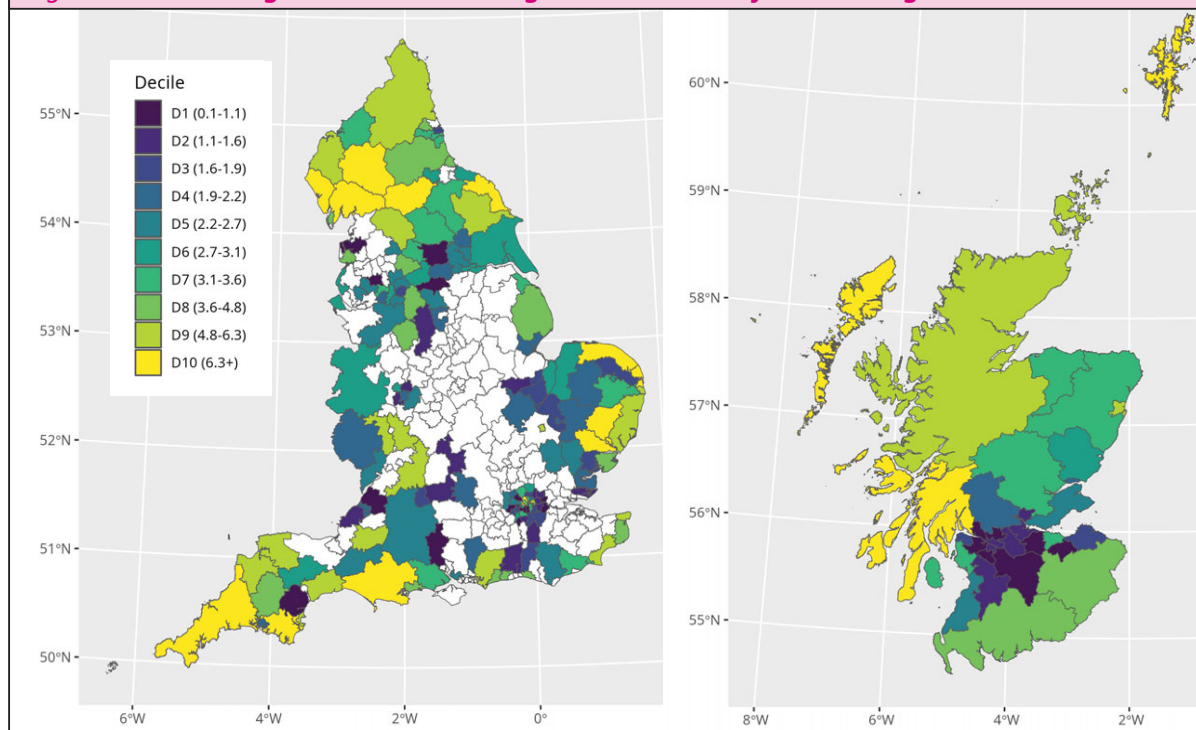 Decile
D1 (0.1-1.1)
D2 (1.1-1.6)
D3 (1.6-1.9)
D4 (1.9-2.2)
D5 (2.2-2.7)
D6 (2.7-3.1)
D7 (3.1-3.6)
D8 (3.6-4.8)
D9 (4.8-6.3)
D10 (6.3+)
55°N
54°N
53°N
52°N
51°N
50°N
6°W
4°W
2°W
0°
60°N
59°N
58°N
57°N
56°N
55°N
8°W
6°W
4°W
2°W